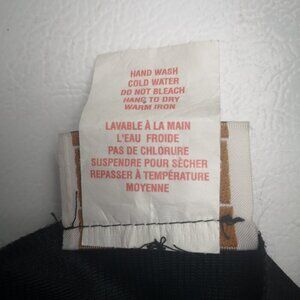 HAND WASH
COLD WATER
DO NOT BLEACH
HANG TO DRY
WARM IRON
LAVABLE À LA MAIN
L'EAU FROIDE
PAS DE CHLORURE
SUSPENDRE POUR SÈCHER
REPASSER À TEMPÉRATURE
MOYENNE